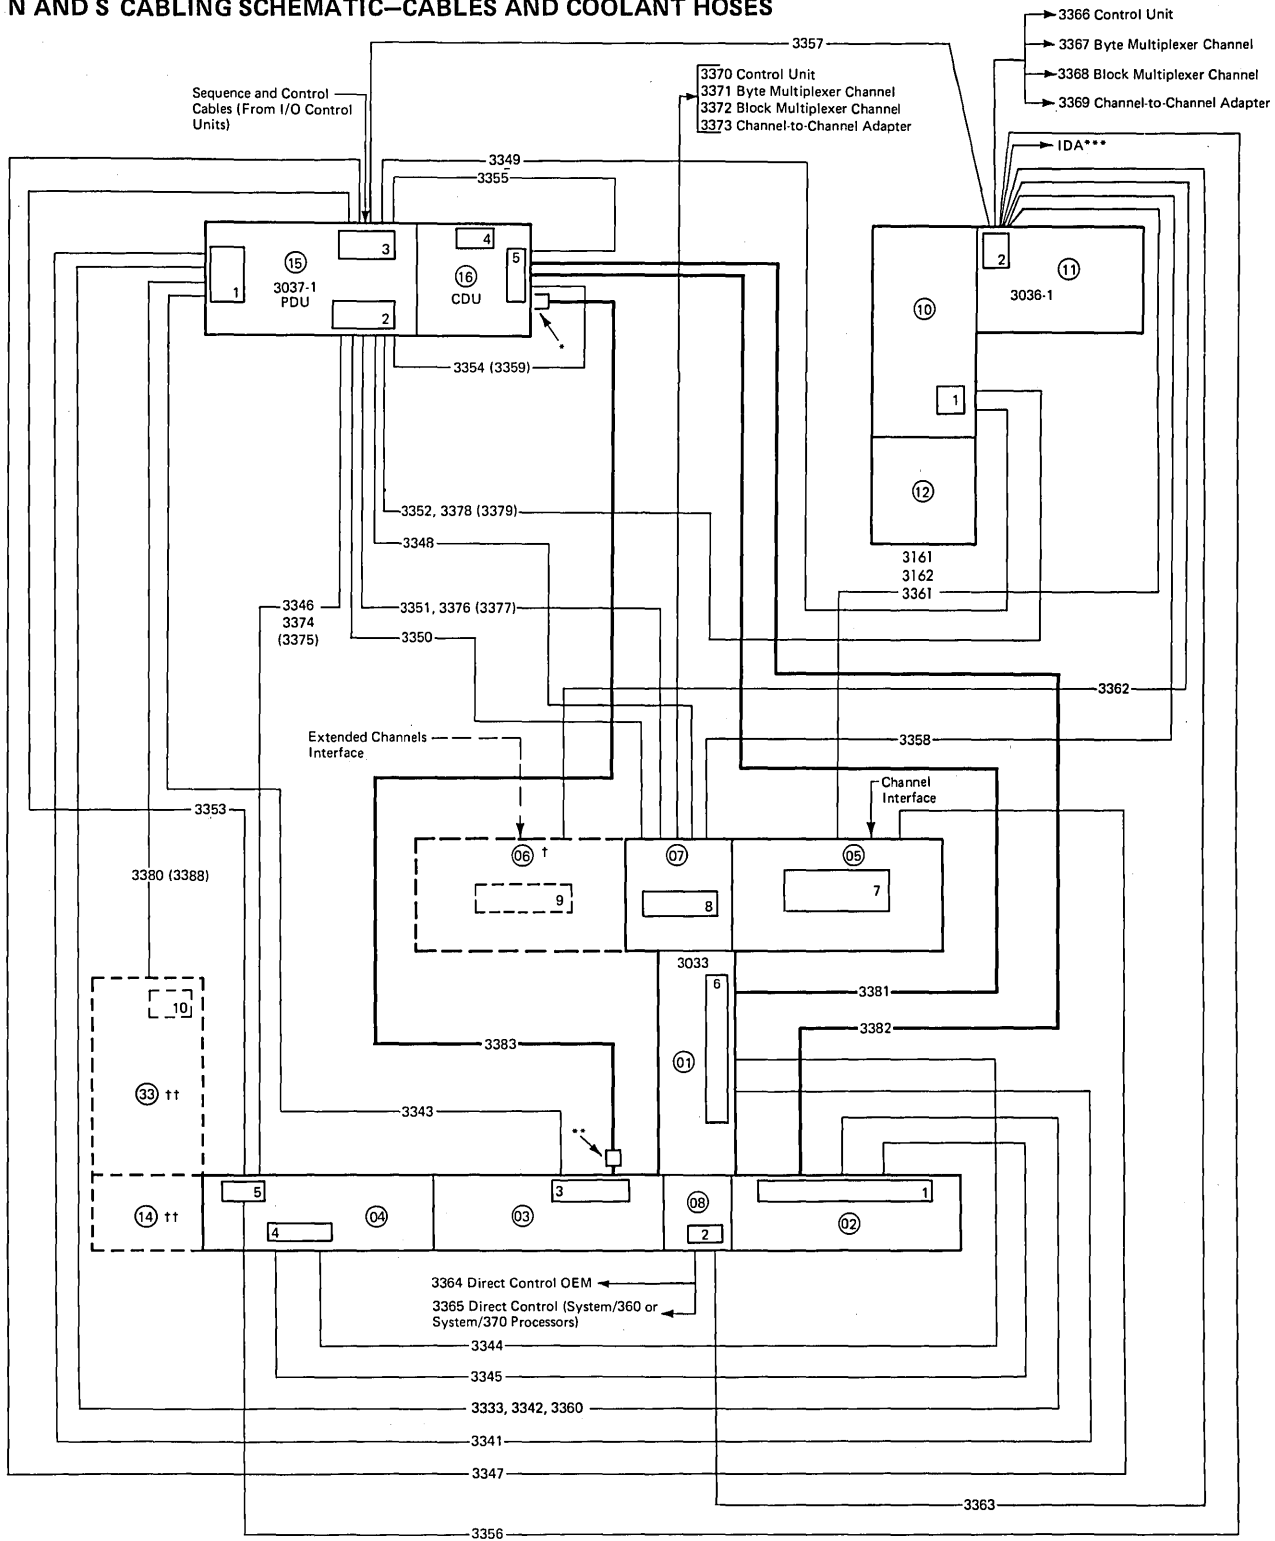 N AND S CABLING SCHEMATIC—CABLES AND COOLANT HOSES
3366 Control Unit
3367 Byte Multiplexer Channel
3368 Block Multiplexer Channel
3369 Channel-to-Channel Adapter
3357
3370 Control Unit
3371 Byte Multiplexer Channel
3372 Block Multiplexer Channel
3373 Channel-to-Channel Adapter
Sequence and Control
Cables (From I/O Control
Units)
IDA***
3349
3355
15
3037-1
PDU
1
3
2
16
CDU
4
5
*
3354 (3359)
2
11
3036-1
10
1
12
3161
3162
3361
3352, 3378 (3379)
3348
3346
3374
(3375)
3351, 3376 (3377)
3350
3362
Extended Channels
Interface
3358
Channel
Interface
3353
06 †
9
07
8
05
7
3380 (3388)
3033
6
01
3381
3382
3383
10
33 ††
3343
**
14 ††
5
4
04
03
3
08
2
02
1
3364 Direct Control OEM
3365 Direct Control (System/360 or
System/370 Processors)
3344
3345
3333, 3342, 3360
3341
3347
3363
3356